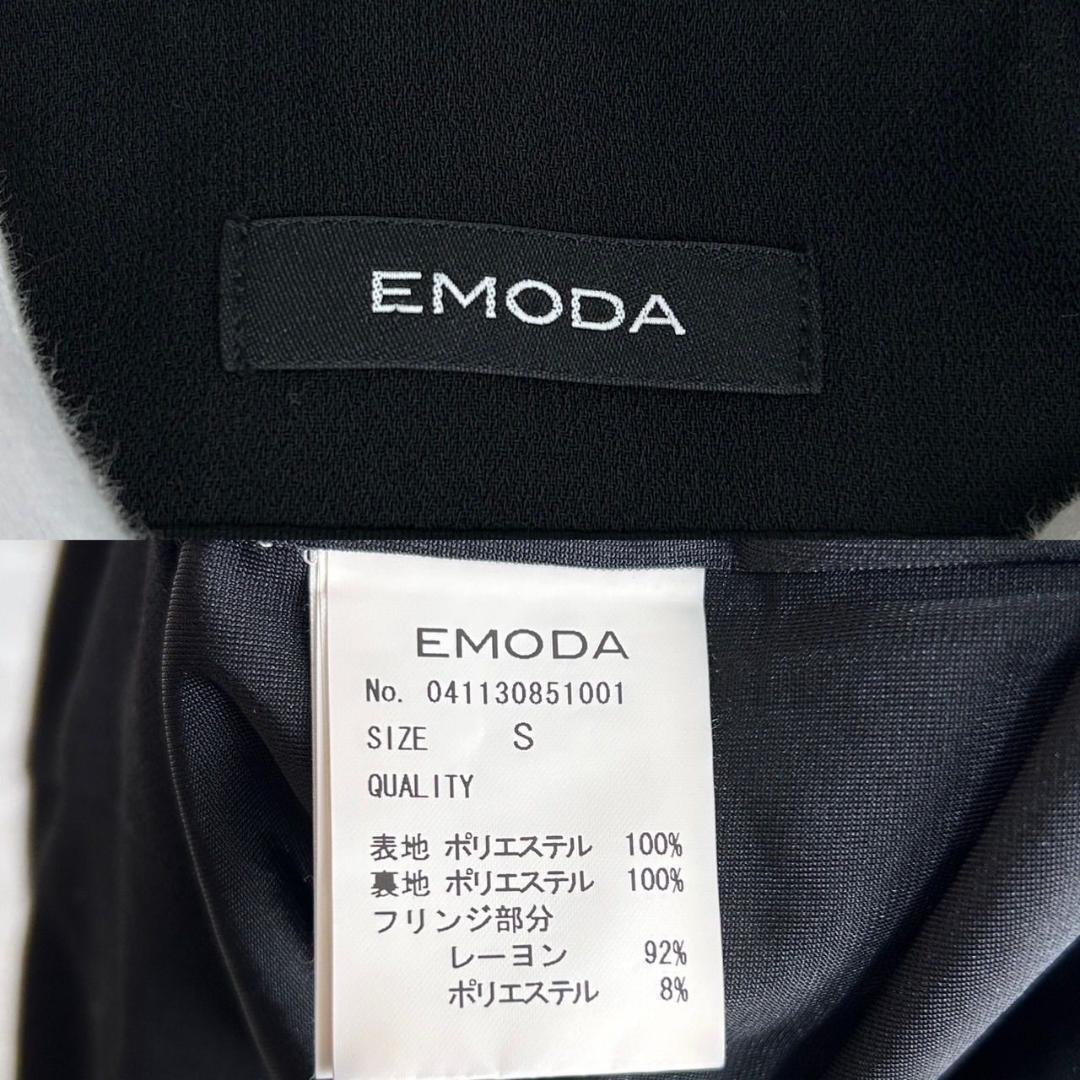 EMODA
EMODA
No. 041130851001
SIZE S
QUALITY
表地 ポリエステル 100%
裏地 ポリエステル 100%
フリンジ部分
レーヨン 92%
ポリエステル 8%